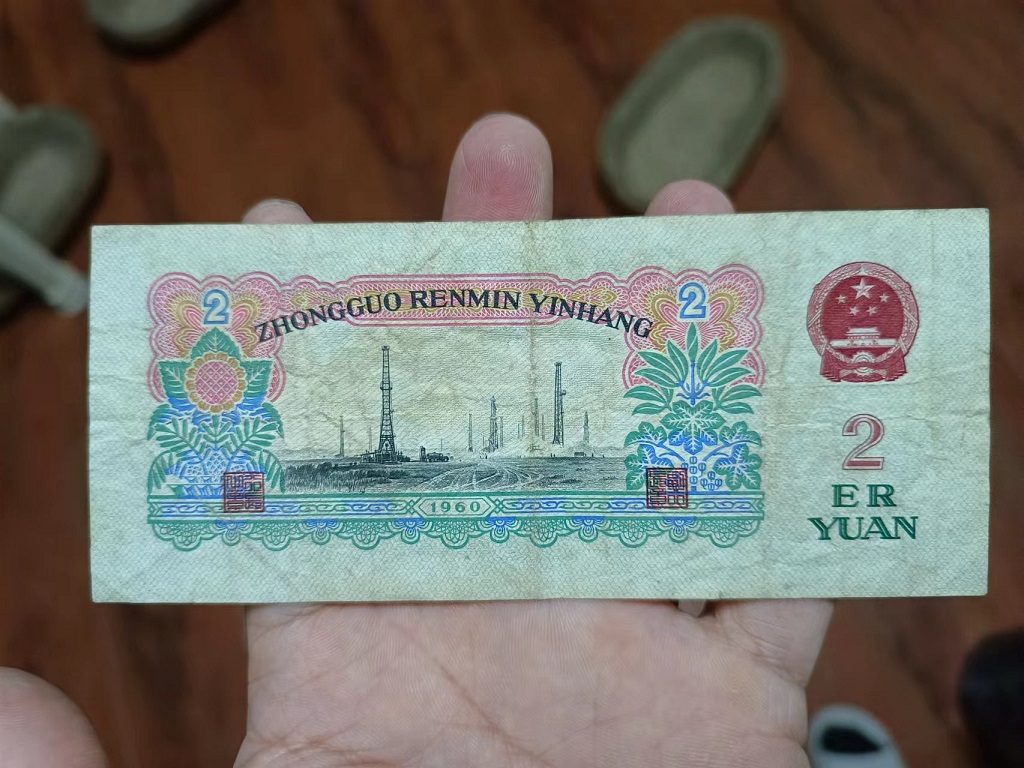 2
2
ZHONGGUO RENMIN YINHANG
1960
2
ER
YUAN